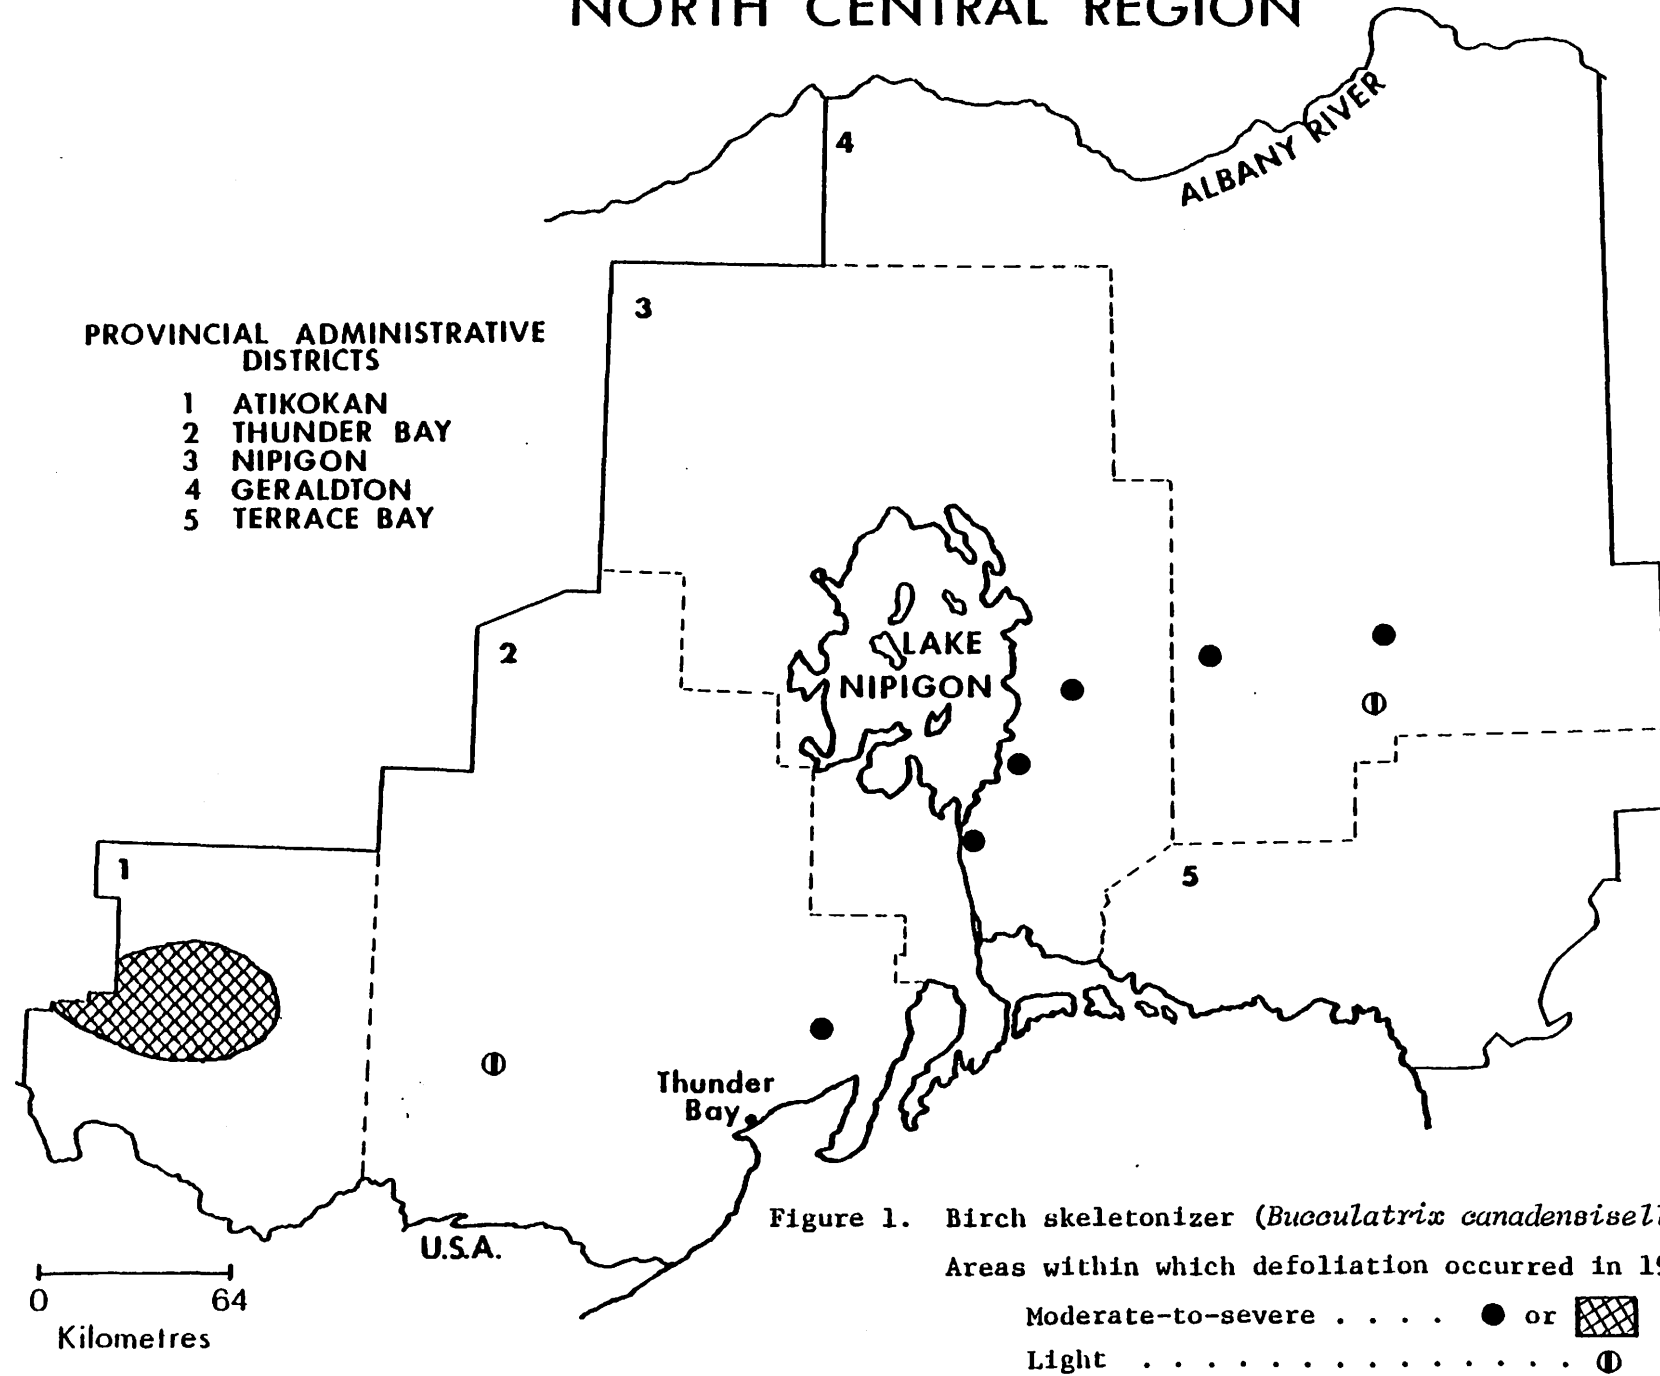 NORTH CENTRAL REGION
ALBANY RIVER
4
3
PROVINCIAL ADMINISTRATIVE
DISTRICTS
1 ATIKOKAN
2 THUNDER BAY
3 NIPIGON
4 GERALDTON
5 TERRACE BAY
2
LAKE
NIPIGON
1
5
Thunder
Bay
U.S.A.
0 64
Kilometres
Figure 1. Birch skeletonizer (Bucculatrix canadensisell
Areas within which defoliation occurred in 19
Moderate-to-severe . . . . ● or
Light . . . . . . . . . . . . . . .